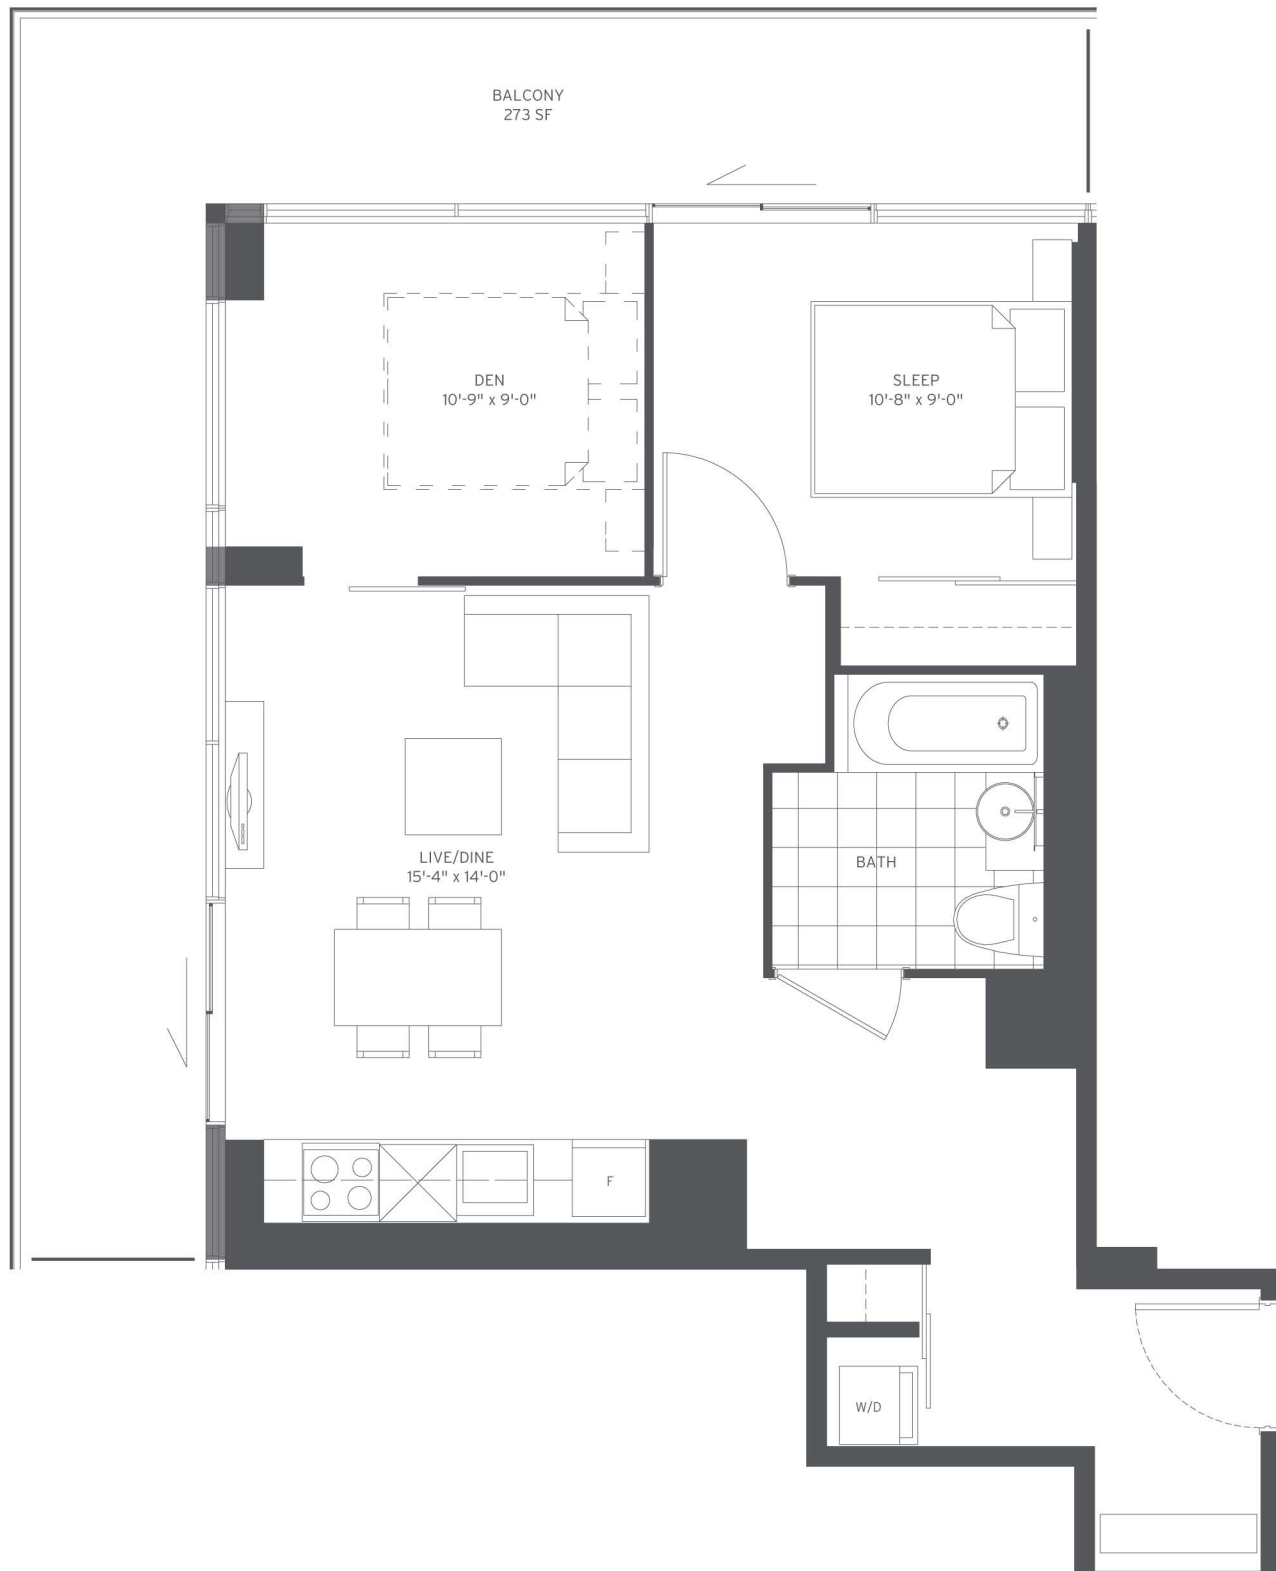 BALCONY
273 SF
DEN
10'-9" x 9'-0"
SLEEP
10'-8" x 9'-0"
LIVE/DINE
15'-4" x 14'-0"
BATH
F
W/D